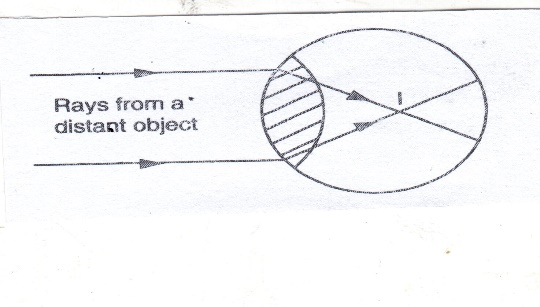 Rays from a
distant object
I